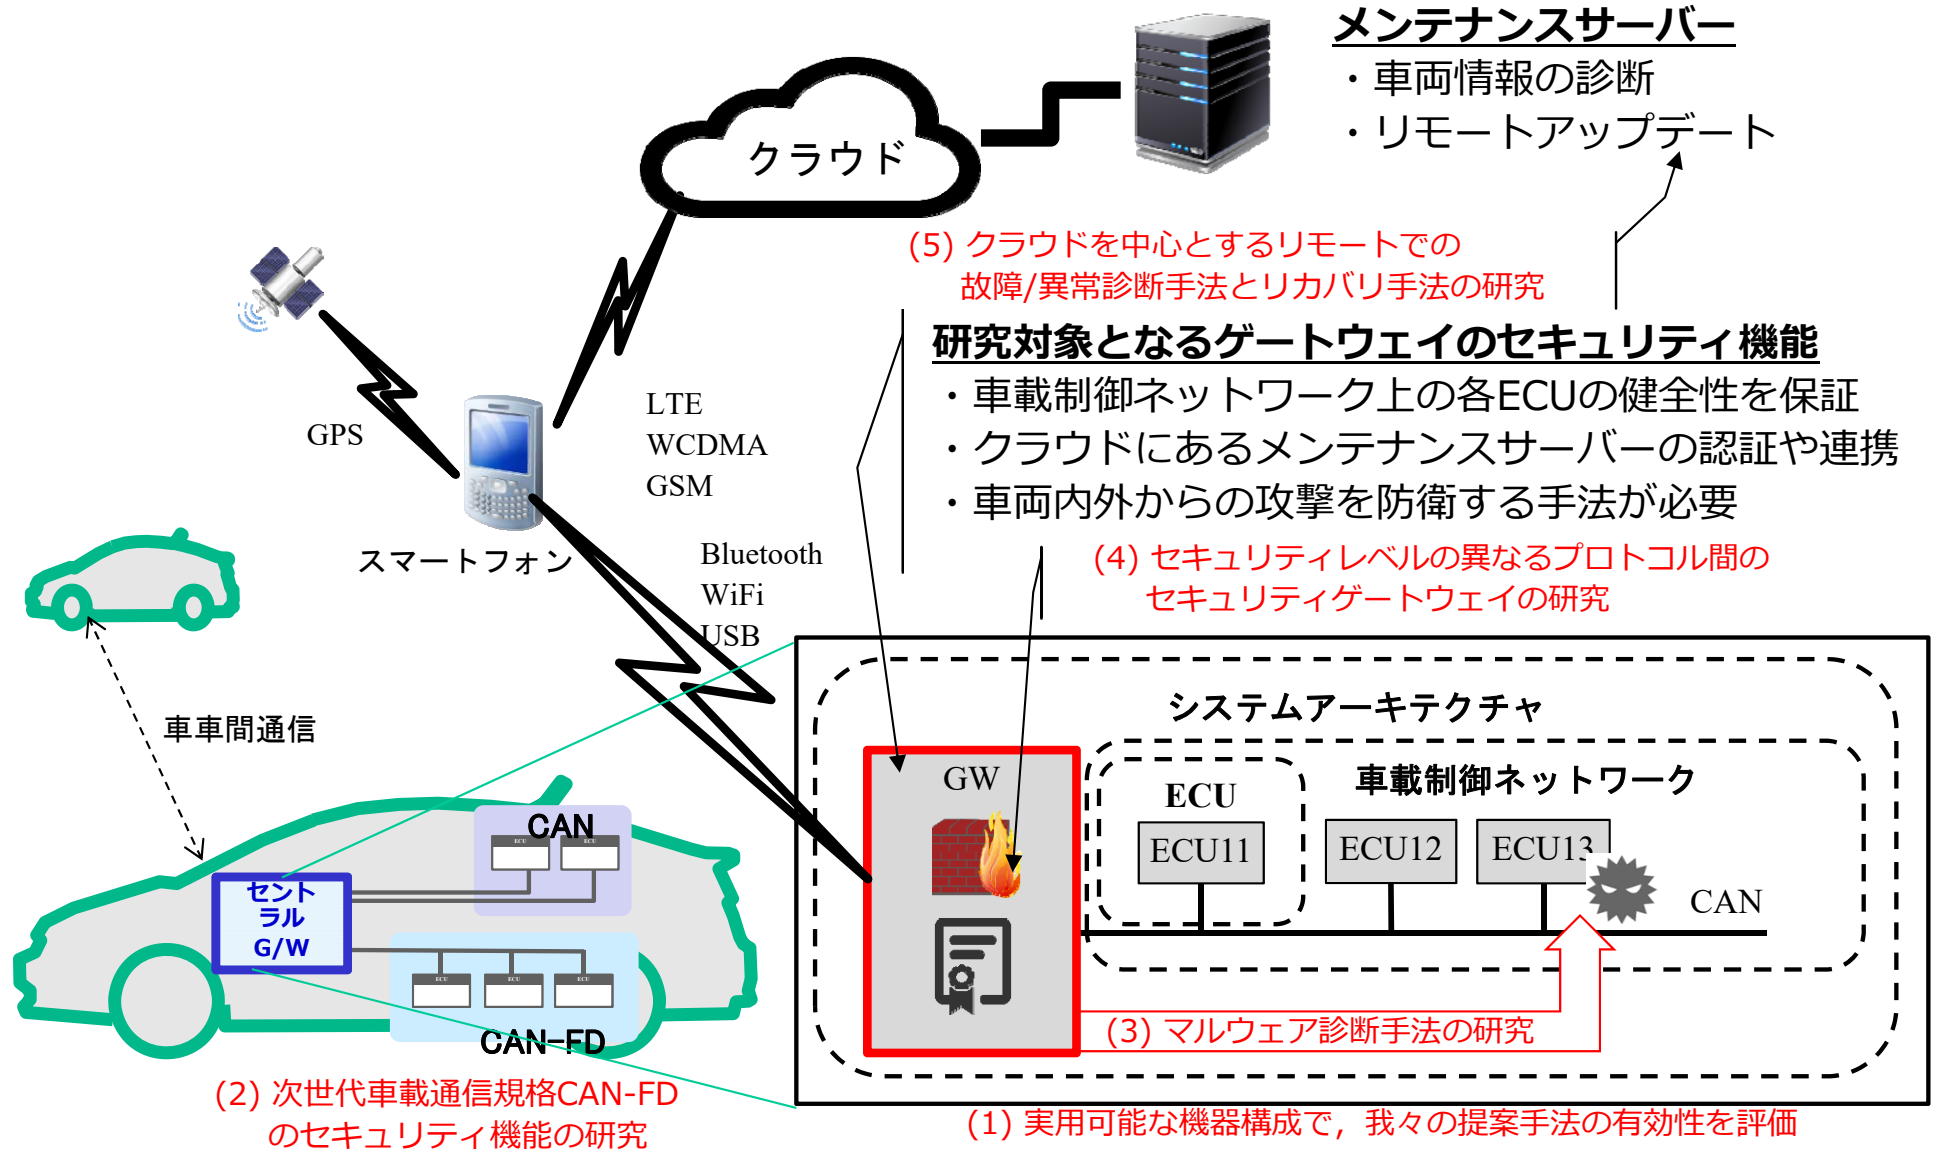 メンテナンスサーバー
・車両情報の診断
・リモートアップデート
クラウド
(5) クラウドを中心とするリモートでの
故障/異常診断手法とリカバリ手法の研究
研究対象となるゲートウェイのセキュリティ機能
・車載制御ネットワーク上の各ECUの健全性を保証
・クラウドにあるメンテナンスサーバーの認証や連携
・車両内外からの攻撃を防衛する手法が必要
(4) セキュリティレベルの異なるプロトコル間の
セキュリティゲートウェイの研究
GPS
LTE
WCDMA
GSM
スマートフォン
Bluetooth
WiFi
USB
車車間通信
システムアーキテクチャ
GW
ECU
車載制御ネットワーク
ECU11
ECU12
ECU13
CAN
(3) マルウェア診断手法の研究
CAN
ECU
ECU
セント
ラル
G/W
ECU
ECU
ECU
CAN-FD
(2) 次世代車載通信規格CAN-FD
のセキュリティ機能の研究
(1) 実用可能な機器構成で，我々の提案手法の有効性を評価